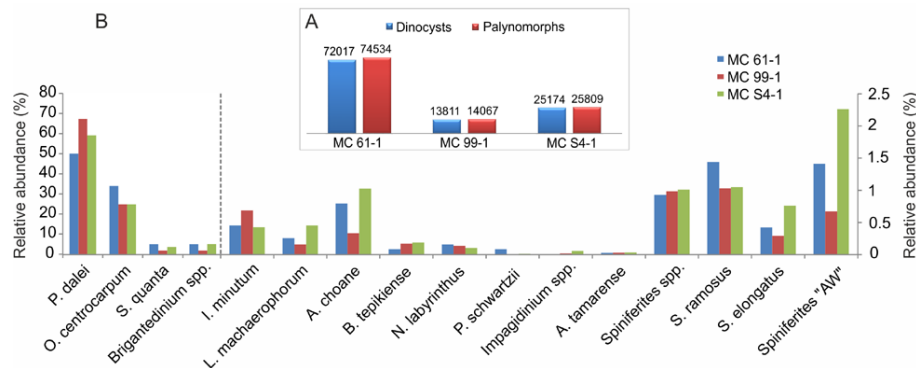 B
A
Dinocysts Palynomorphs
72017 74534
13811 14067
25174 25809
MC 61-1 MC 99-1 MC S4-1
MC 61-1
MC 99-1
MC S4-1
Relative abundance (%)
80
70
60
50
40
30
20
10
0
2.5
2
1.5
1
0.5
0
Relative abundance (%)
P. dalei
O. centrocarpum
S. quanta
Brigantedinium spp.
I. minutum
L. machaerophorum
A. choane
B. tepikiense
N. labyrinthus
P. schwartzii
Impagidinium spp.
A. tamarense
Spiniferites spp.
S. ramosus
S. elongatus
Spiniferites "AW"